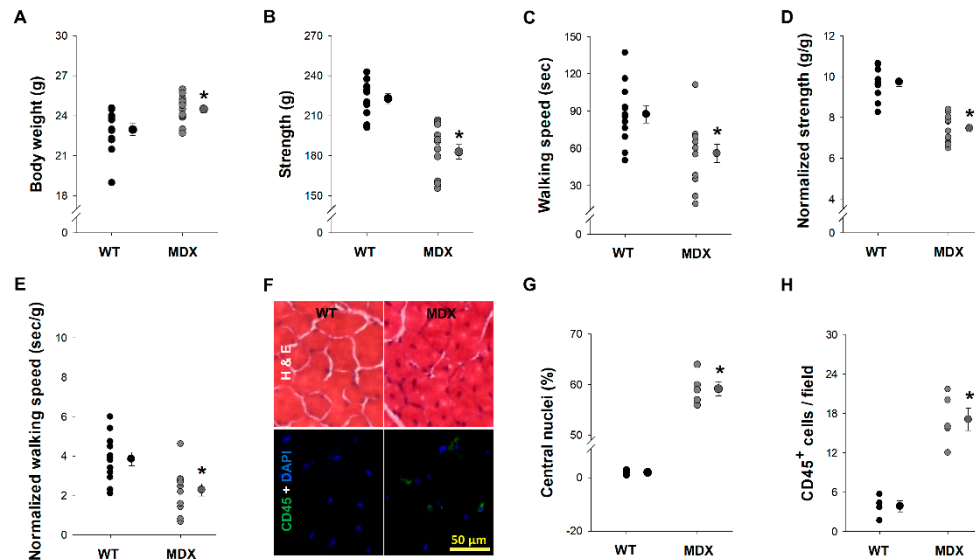 A
Body weight (g)
30
27
24
21
18
0
*
WT
MDX
B
Strength (g)
270
240
210
180
150
0
*
WT
MDX
C
Walking speed (sec)
150
120
90
60
30
0
*
WT
MDX
D
Normalized strength (g/g)
12
10
8
6
4
0
*
WT
MDX
E
Normalized walking speed (sec/g)
10
8
6
4
2
0
*
WT
MDX
F
WT
MDX
H & E
CD45 + DAPI
50 µm
G
Central nuclei (%)
70
60
50
0
-20
*
WT
MDX
H
CD45+ cells / field
30
24
18
12
6
0
*
WT
MDX